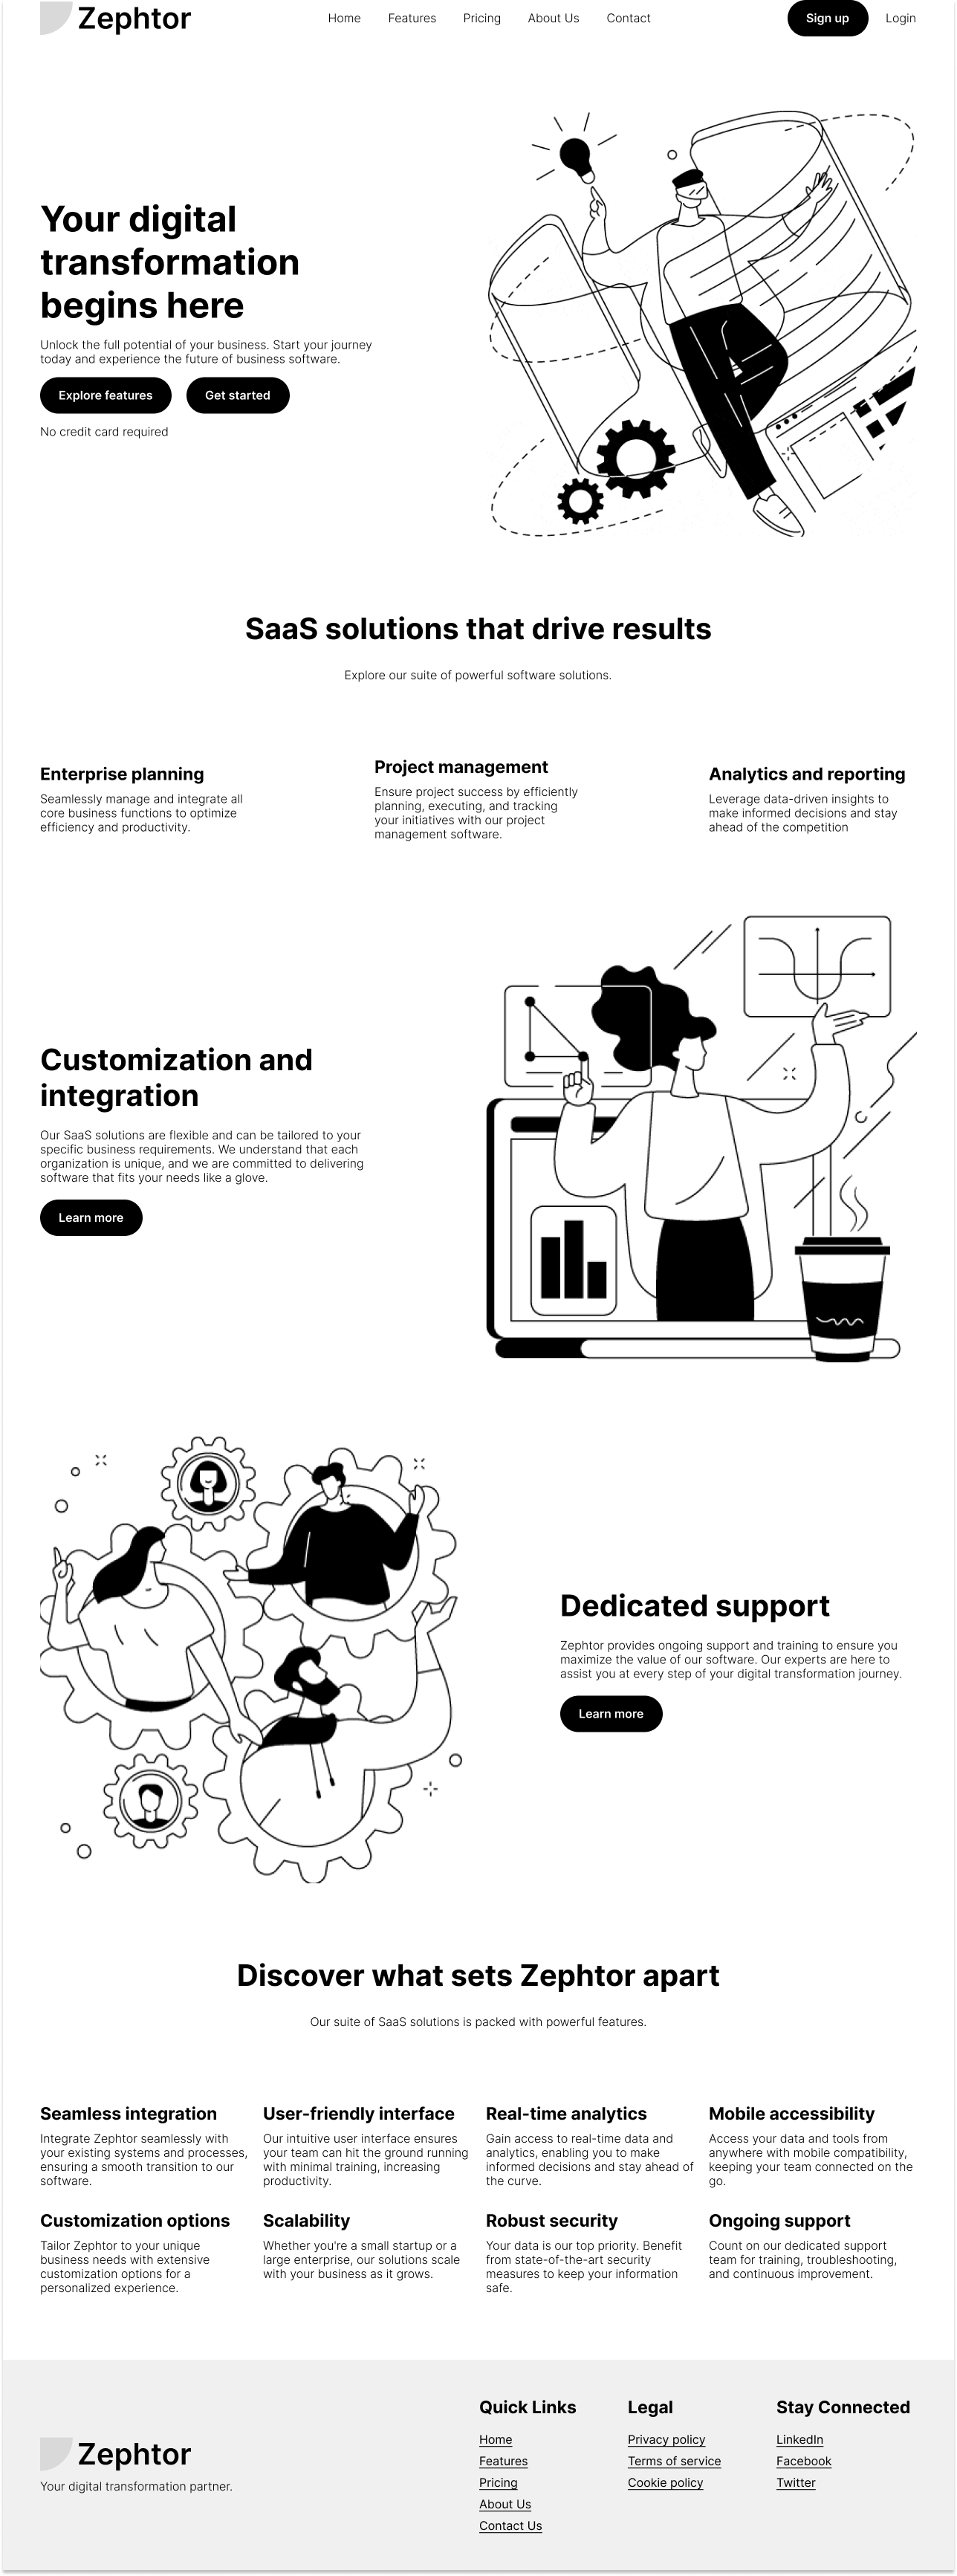 Zephtor
Home Features Pricing About Us Contact
Sign up Login
Your digital
transformation
begins here
Unlock the full potential of your business. Start your journey
today and experience the future of business software.
Explore features
Get started
No credit card required
SaaS solutions that drive results
Explore our suite of powerful software solutions.
Enterprise planning
Seamlessly manage and integrate all
core business functions to optimize
efficiency and productivity.
Project management
Ensure project success by efficiently
planning, executing, and tracking
your initiatives with our project
management software.
Analytics and reporting
Leverage data-driven insights to
make informed decisions and stay
ahead of the competition
Customization and
integration
Our SaaS solutions are flexible and can be tailored to your
specific business requirements. We understand that each
organization is unique, and we are committed to delivering
software that fits your needs like a glove.
Learn more
Dedicated support
Zephtor provides ongoing support and training to ensure you
maximize the value of our software. Our experts are here to
assist you at every step of your digital transformation journey.
Learn more
Discover what sets Zephtor apart
Our suite of SaaS solutions is packed with powerful features.
Seamless integration
Integrate Zephtor seamlessly with
your existing systems and processes,
ensuring a smooth transition to our
software.
User-friendly interface
Our intuitive user interface ensures
your team can hit the ground running
with minimal training, increasing
productivity.
Real-time analytics
Gain access to real-time data and
analytics, enabling you to make
informed decisions and stay ahead of
the curve.
Mobile accessibility
Access your data and tools from
anywhere with mobile compatibility,
keeping your team connected on the
go.
Customization options
Tailor Zephtor to your unique
business needs with extensive
customization options for a
personalized experience.
Scalability
Whether you're a small startup or a
large enterprise, our solutions scale
with your business as it grows.
Robust security
Your data is our top priority. Benefit
from state-of-the-art security
measures to keep your information
safe.
Ongoing support
Count on our dedicated support
team for training, troubleshooting,
and continuous improvement.
Zephtor
Your digital transformation partner.
Quick Links
Home
Features
Pricing
About Us
Contact Us
Legal
Privacy policy
Terms of service
Cookie policy
Stay Connected
LinkedIn
Facebook
Twitter